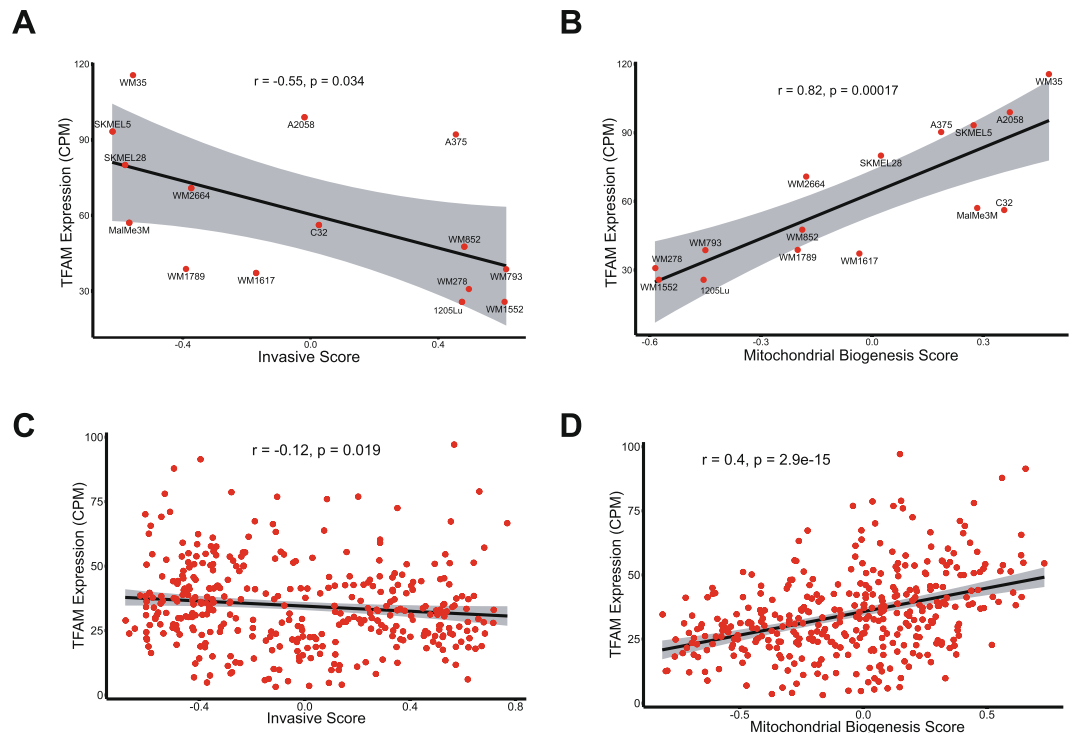 A
120
90
60
30
TFAM Expression (CPM)
r = -0.55, p = 0.034
WM35
SKMEL5
A2058
A375
SKMEL28
WM2664
MalMe3M
C32
WM852
WM1789
WM1617
WM793
WM278
1205Lu
WM1552
-0.4
0.0
0.4
Invasive Score
B
120
90
60
30
TFAM Expression (CPM)
r = 0.82, p = 0.00017
WM35
A2058
A375
SKMEL5
SKMEL28
WM2664
C32
MalMe3M
WM852
WM793
WM1789
WM1617
WM278
WM1552
1205Lu
-0.6
-0.3
0.0
0.3
Mitochondrial Biogenesis Score
C
100
75
50
25
0
TFAM Expression (CPM)
r = -0.12, p = 0.019
-0.4
0.0
0.4
0.8
Invasive Score
D
100
75
50
25
0
TFAM Expression (CPM)
r = 0.4, p = 2.9e-15
-0.5
0.0
0.5
Mitochondrial Biogenesis Score